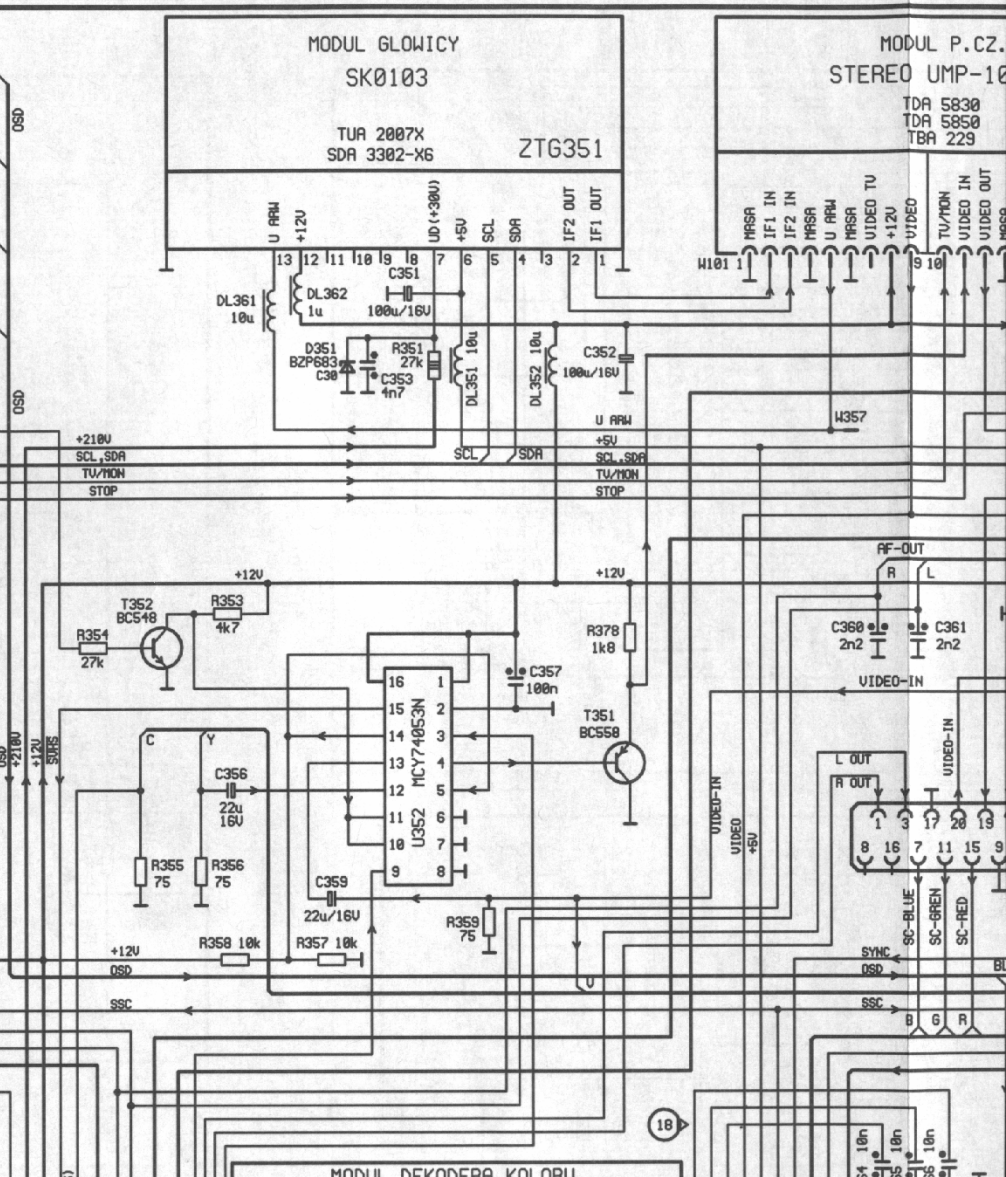 MODUL GLOWICY
SK0103
TUA 2007X
SDA 3302-X6
ZTG351
MODUL P.CZ.
STEREO UMP-10
TDA 5830
TDA 5850
TBA 229
OSD
U ARW
+12V
UD(+30V)
+5V
SCL
SDA
IF2 OUT
IF1 OUT
13 12 11 10 9 8 7 6 5 4 3 2 1
MASA
IF1 IN
IF2 IN
MASA
U ARW
MASA
VIDEO TV
+12V
VIDEO
TV/MON
VIDEO IN
VIDEO OUT
MASA
W101 1
9 10
DL361
10u
DL362
1u
C351
100u/16V
D351
BZP683
C30
C353
4n7
R351
27k
DL351 10u
DL352 10u
C352
100u/16V
OSD
U ARW
W357
+210V
SCL,SDA
TV/MON
STOP
SCL
SDA
+5V
SCL,SDA
TV/MON
STOP
AF-OUT
R L
+12V
+12V
T352
BC548
R353
4k7
R354
27k
R378
1k8
C360
2n2
C361
2n2
C357
100n
VIDEO-IN
T351
BC558
16 1
15 2
14 3
13 4
12 5
11 6
10 7
9 8
MCY74053N
U352
OSD
+210V
+12V
SVHS
C
Y
C356
22u
16V
L OUT
R OUT
VIDEO-IN
VIDEO-IN
VIDEO
+5V
1 3 17 20 19
8 16 7 11 15 9
R355
75
R356
75
C359
22u/16V
R359
75
SC-BLUE
SC-GREN
SC-RED
+12V
R358 10k
R357 10k
OSD
V
SYNC
OSD
SSC
SSC
B G R
18
10n
10n
10n
MODUL DEKODERA KOLORU